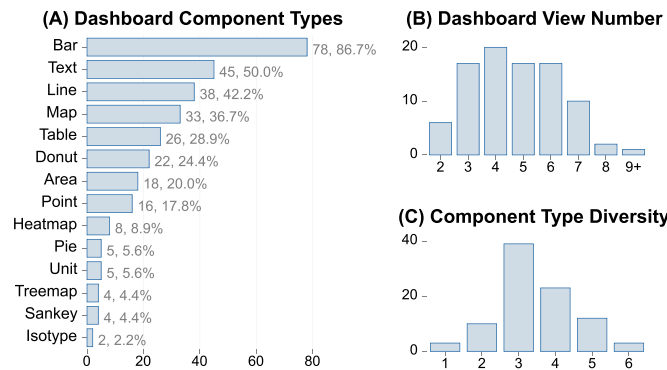 (A) Dashboard Component Types
Bar 78, 86.7%
Text 45, 50.0%
Line 38, 42.2%
Map 33, 36.7%
Table 26, 28.9%
Donut 22, 24.4%
Area 18, 20.0%
Point 16, 17.8%
Heatmap 8, 8.9%
Pie 5, 5.6%
Unit 5, 5.6%
Treemap 4, 4.4%
Sankey 4, 4.4%
Isotype 2, 2.2%
0 20 40 60 80
(B) Dashboard View Number
20
10
0
2 3 4 5 6 7 8 9+
(C) Component Type Diversity
40
20
0
1 2 3 4 5 6